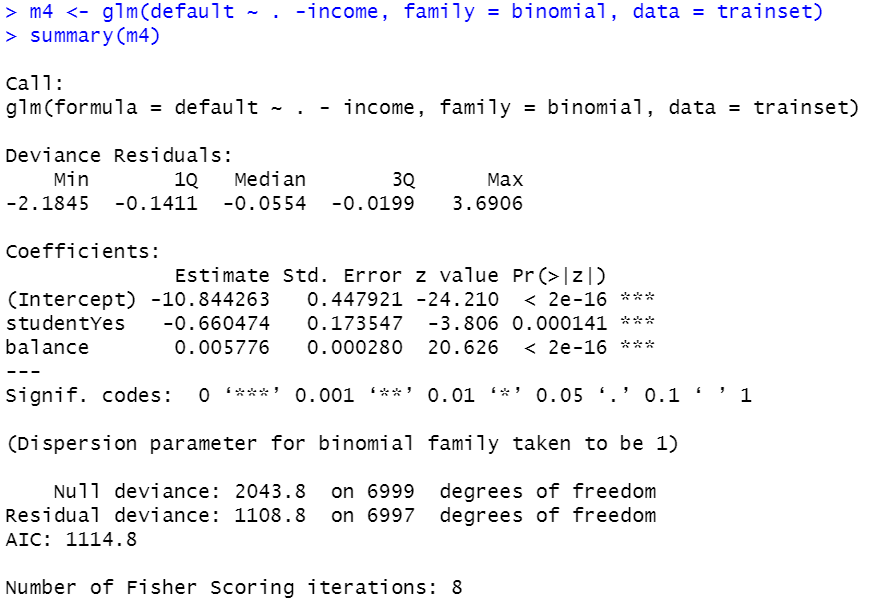 > m4 <- glm(default ~ . -income, family = binomial, data = trainset)
> summary(m4)
Call:
glm(formula = default ~ . - income, family = binomial, data = trainset)
Deviance Residuals:
    Min       1Q   Median       3Q      Max
-2.1845  -0.1411  -0.0554  -0.0199   3.6906
Coefficients:
              Estimate Std. Error z value Pr(>|z|)
(Intercept) -10.844263   0.447921 -24.210  < 2e-16 ***
studentYes   -0.660474   0.173547  -3.806 0.000141 ***
balance       0.005776   0.000280  20.626  < 2e-16 ***
---
Signif. codes:  0 ‘***’ 0.001 ‘**’ 0.01 ‘*’ 0.05 ‘.’ 0.1 ‘ ’ 1
(Dispersion parameter for binomial family taken to be 1)
    Null deviance: 2043.8  on 6999  degrees of freedom
Residual deviance: 1108.8  on 6997  degrees of freedom
AIC: 1114.8
Number of Fisher Scoring iterations: 8